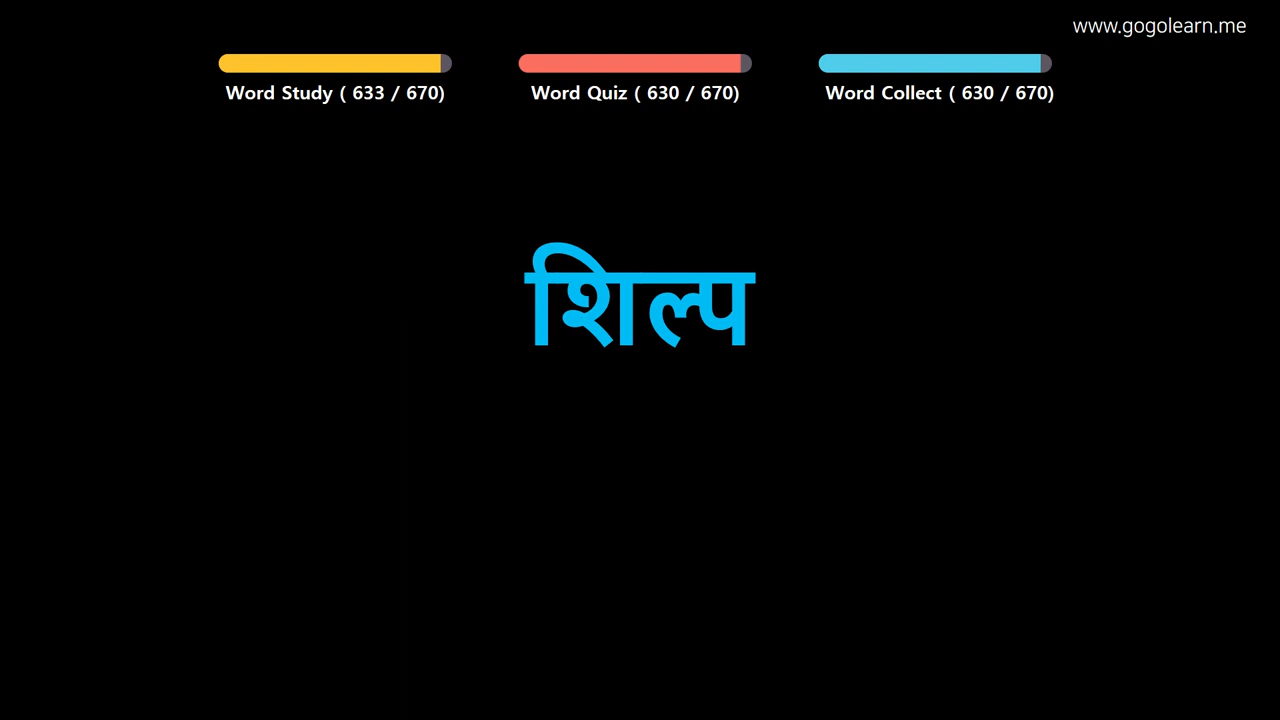 www.gogolearn.me
Word Study ( 633 / 670)
Word Quiz ( 630 / 670)
Word Collect ( 630 / 670)
शिल्प